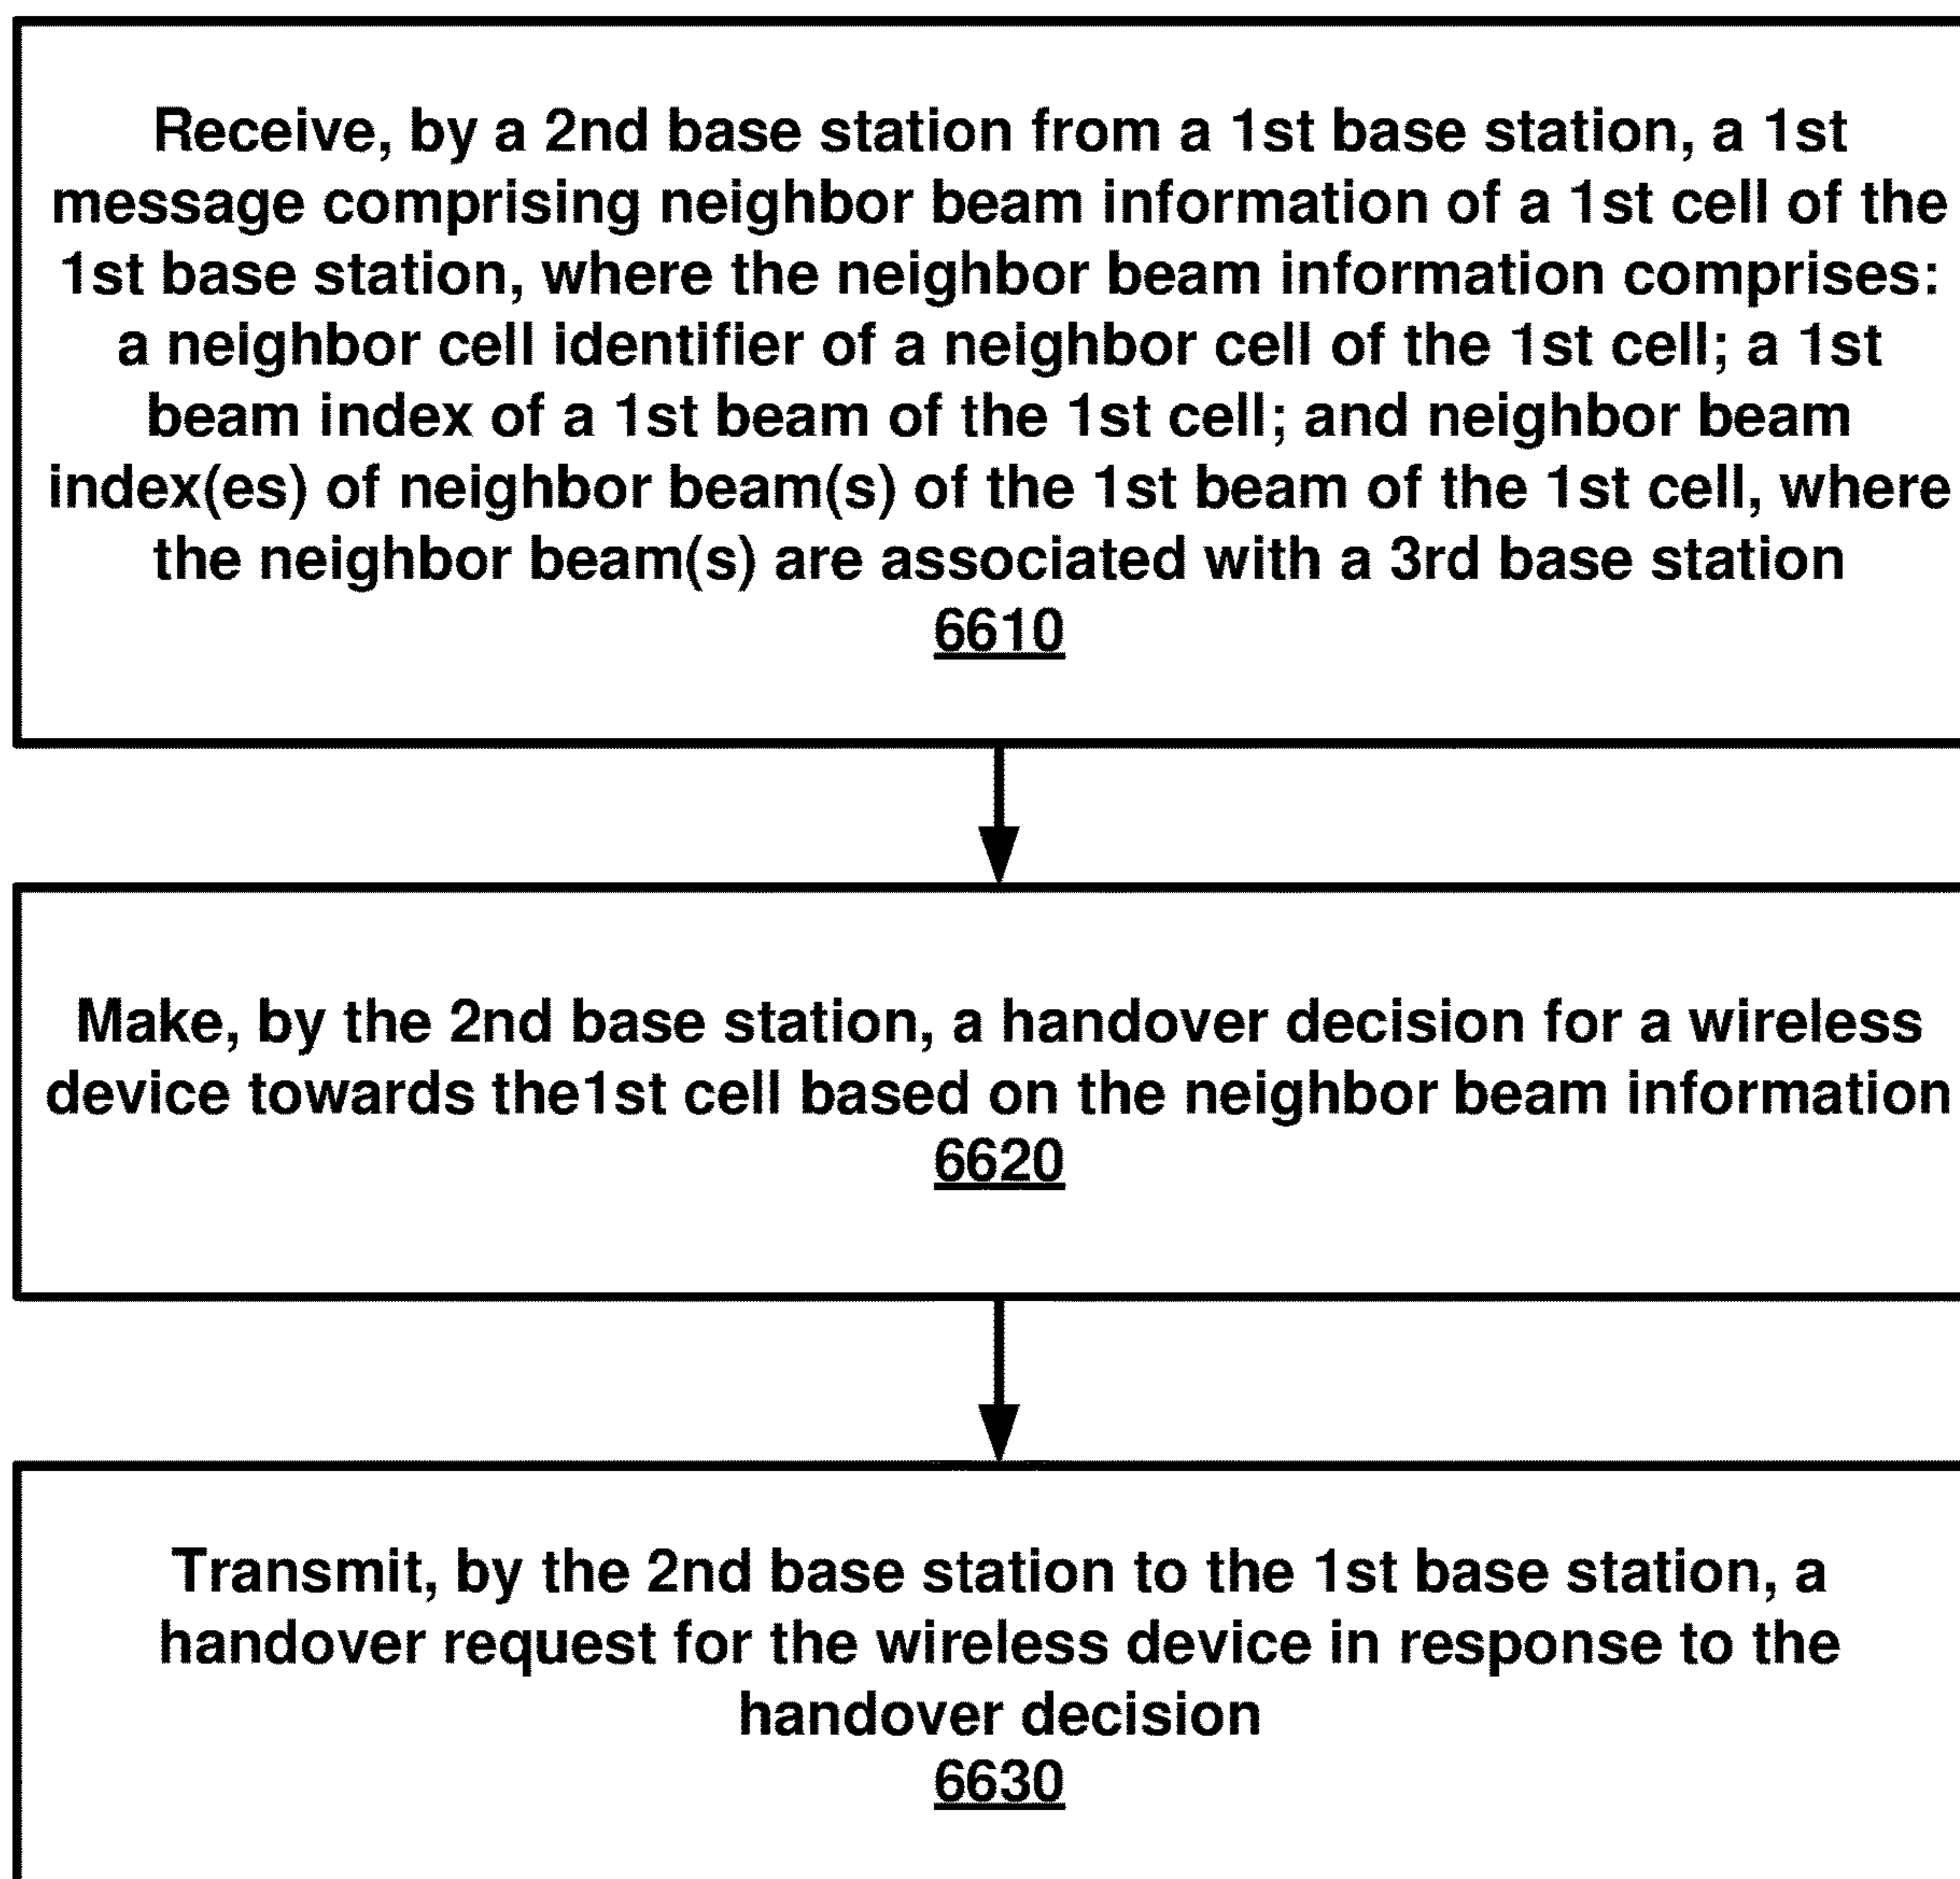 Receive, by a 2nd base station from a 1st base station, a 1st
message comprising neighbor beam information of a 1st cell of the
1st base station, where the neighbor beam information comprises:
a neighbor cell identifier of a neighbor cell of the 1st cell; a 1st
beam index of a 1st beam of the 1st cell; and neighbor beam
index(es) of neighbor beam(s) of the 1st beam of the 1st cell, where
the neighbor beam(s) are associated with a 3rd base station
6610
Make, by the 2nd base station, a handover decision for a wireless
device towards the1st cell based on the neighbor beam information
6620
Transmit, by the 2nd base station to the 1st base station, a
handover request for the wireless device in response to the
handover decision
6630